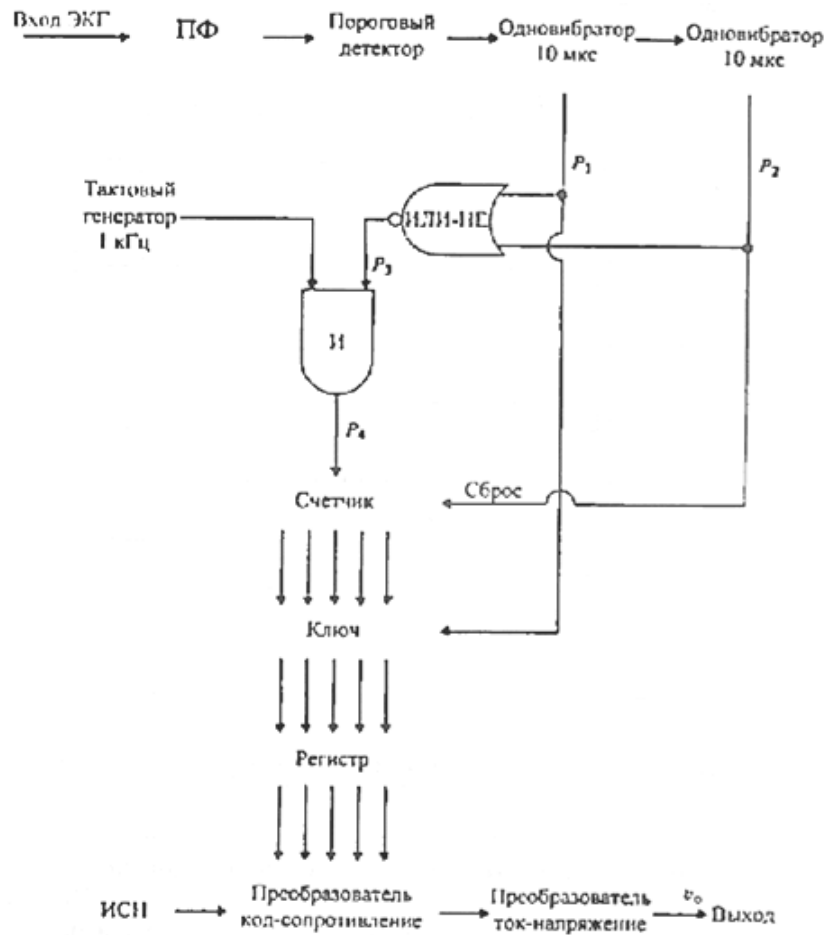 Вход ЭКГ
ПФ
Пороговый
детектор
Одновибратор
10 мкс
Одновибратор
10 мкс
P₁
P₂
Тактовый
генератор
1 кГц
ИЛИ-НЕ
P₃
И
P₄
Сброс
Счетчик
Ключ
Регистр
ИСН
Преобразователь
код-сопротивление
Преобразователь
ток-напряжение
υ₀
Выход